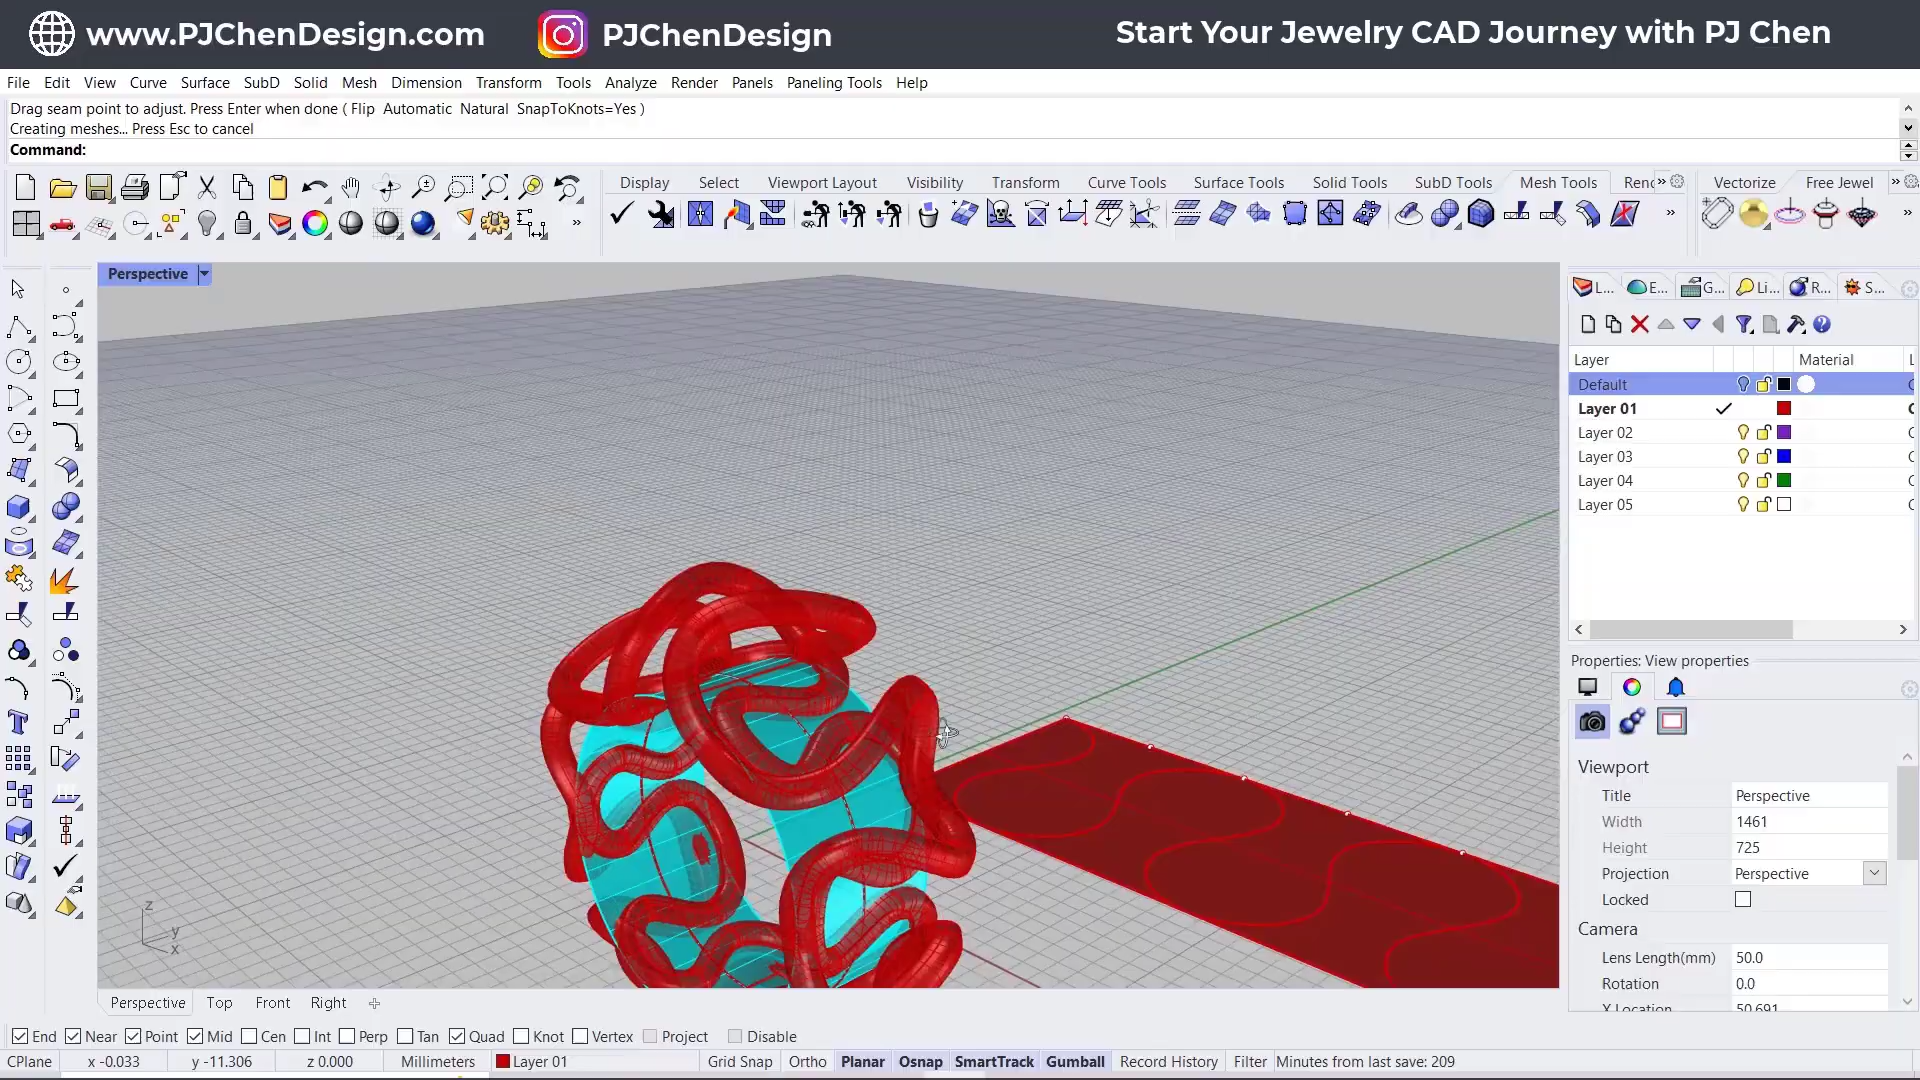 www.PJChenDesign.com PJChenDesign Start Your Jewelry CAD Journey with PJ Chen
File Edit View Curve Surface SubD Solid Mesh Dimension Transform Tools Analyze Render Panels Paneling Tools Help
Drag seam point to adjust. Press Enter when done ( Flip Automatic Natural SnapToKnots=Yes )
Creating meshes... Press Esc to cancel
Command:
Display Select Viewport Layout Visibility Transform Curve Tools Surface Tools Solid Tools SubD Tools Mesh Tools Vectorize Free Jewel
Perspective
L... E... G... Li... R... S...
Layer Material
Default
Layer 01
Layer 02
Layer 03
Layer 04
Layer 05
Properties: View properties
Viewport
Title Perspective
Width 1461
Height 725
Projection Perspective
Locked
Camera
Lens Length(mm) 50.0
Rotation 0.0
X Location 50.691
z
y
x
Perspective Top Front Right
End Near Point Mid Cen Int Perp Tan Quad Knot Vertex Project Disable
CPlane x -0.033 y -11.306 z 0.000 Millimeters Layer 01 Grid Snap Ortho Planar Osnap SmartTrack Gumball Record History Filter Minutes from last save: 209